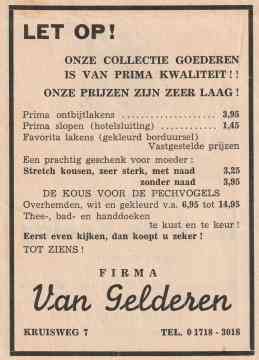 LET OP!
ONZE COLLECTIE GOEDEREN
IS VAN PRIMA KWALITEIT!!
ONZE PRIJZEN ZIJN ZEER LAAG!
Prima ontbijtlakens . . . . . . 3,95
Prima slopen (hotelsluiting) . . . . 1,45
Favorita lakens (gekleurd borduursel)
Vastgestelde prijzen
Een prachtig geschenk voor moeder:
Stretch kousen, zeer sterk, met naad 3,25
zonder naad 3,95
DE KOUS VOOR DE PECHVOGELS
Overhemden, wit en gekleurd v.a. 6,95 tot 14,95
Thee-, bad- en handdoeken
te kust en te keur!
Eerst even kijken, dan koopt u zeker!
TOT ZIENS!
FIRMA
Van Gelderen
KRUISWEG 7 TEL. 01718-3018